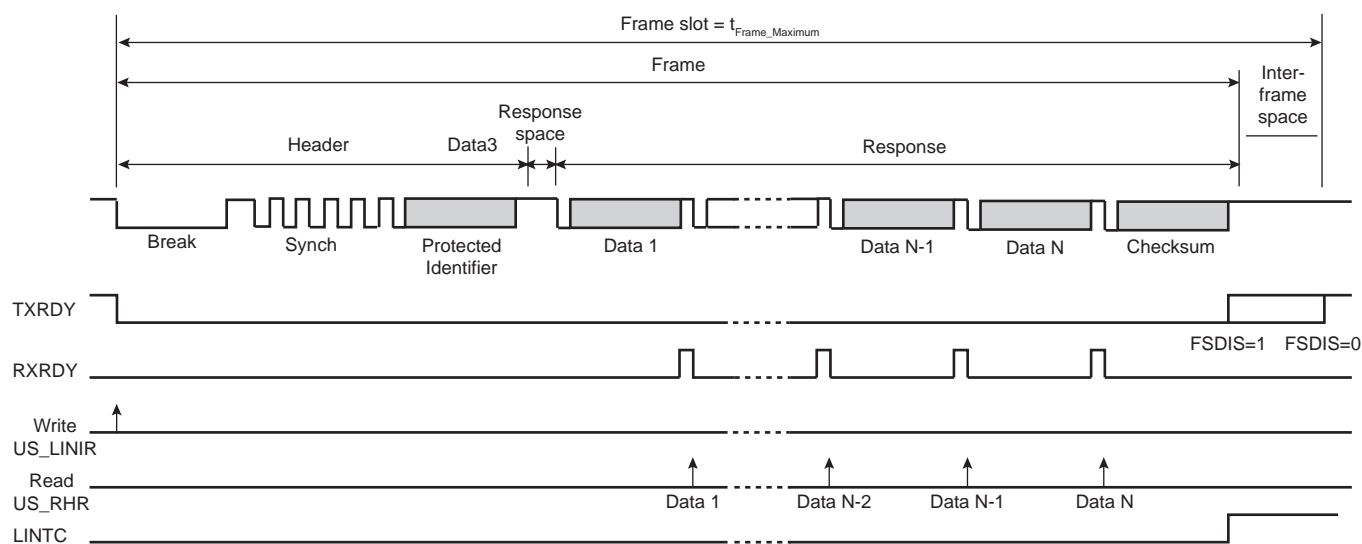 Frame slot = tFrame_Maximum
Frame
Inter-
frame
space
Response
space
Header
Data3
Response
Break
Synch
Protected
Identifier
Data 1
Data N-1
Data N
Checksum
TXRDY
FSDIS=1
FSDIS=0
RXRDY
Write
US_LINIR
Read
US_RHR
Data 1
Data N-2
Data N-1
Data N
LINTC